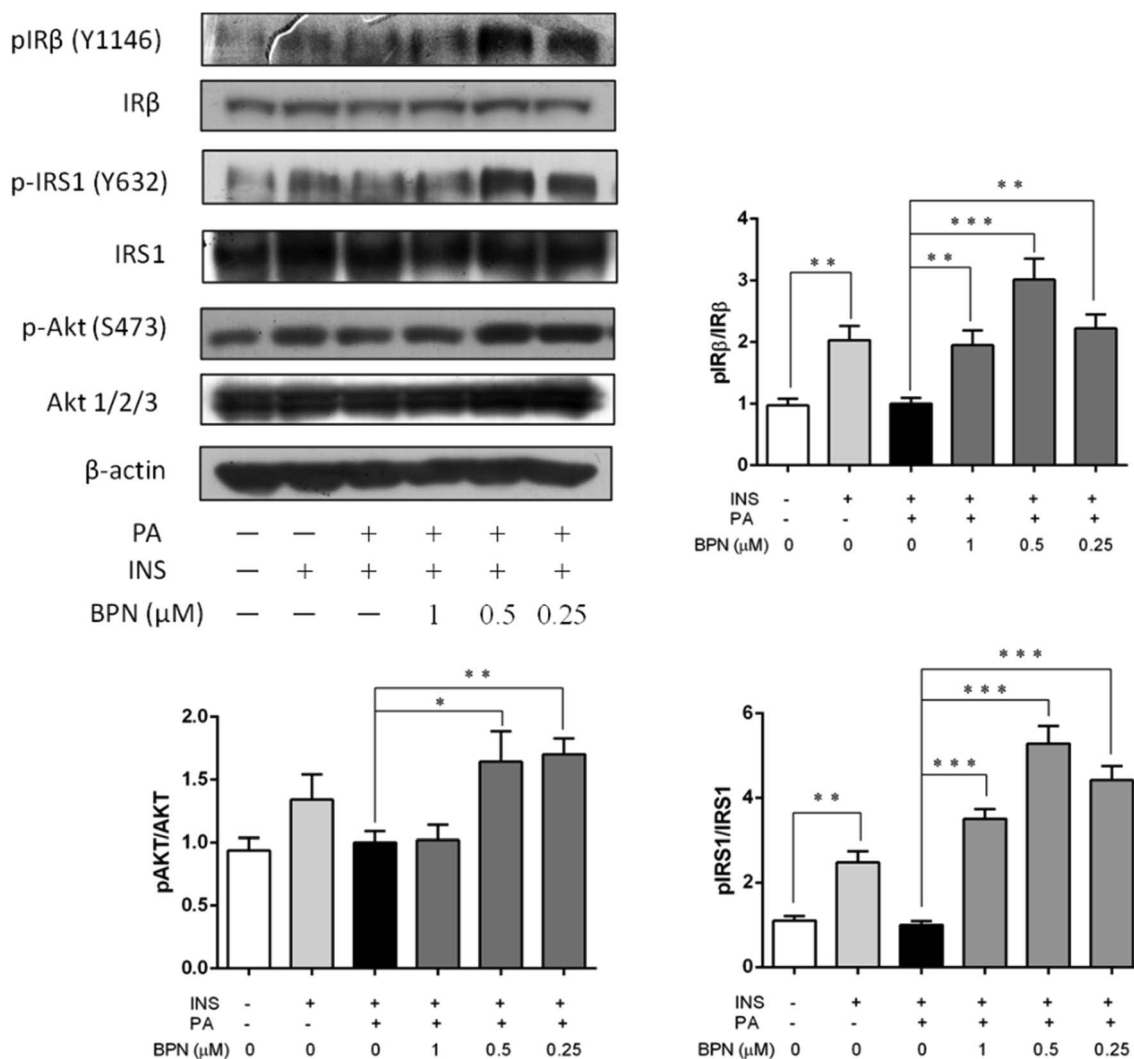 pIRβ (Y1146)
IRβ
p-IRS1 (Y632)
IRS1
p-Akt (S473)
Akt 1/2/3
β-actin
PA — — + + + +
INS — + + + + +
BPN (μM) — — — 1 0.5 0.25
pIRβ/IRβ
4
3
2
1
0
** ** *** **
INS - + + + + +
PA - - + + + +
BPN (μM) 0 0 0 1 0.5 0.25
pAKT/AKT
2.0
1.5
1.0
0.5
0.0
* **
INS - + + + + +
PA - - + + + +
BPN (μM) 0 0 0 1 0.5 0.25
pIRS1/IRS1
6
4
2
0
** *** *** ***
INS - + + + + +
PA - - + + + +
BPN (μM) 0 0 0 1 0.5 0.25